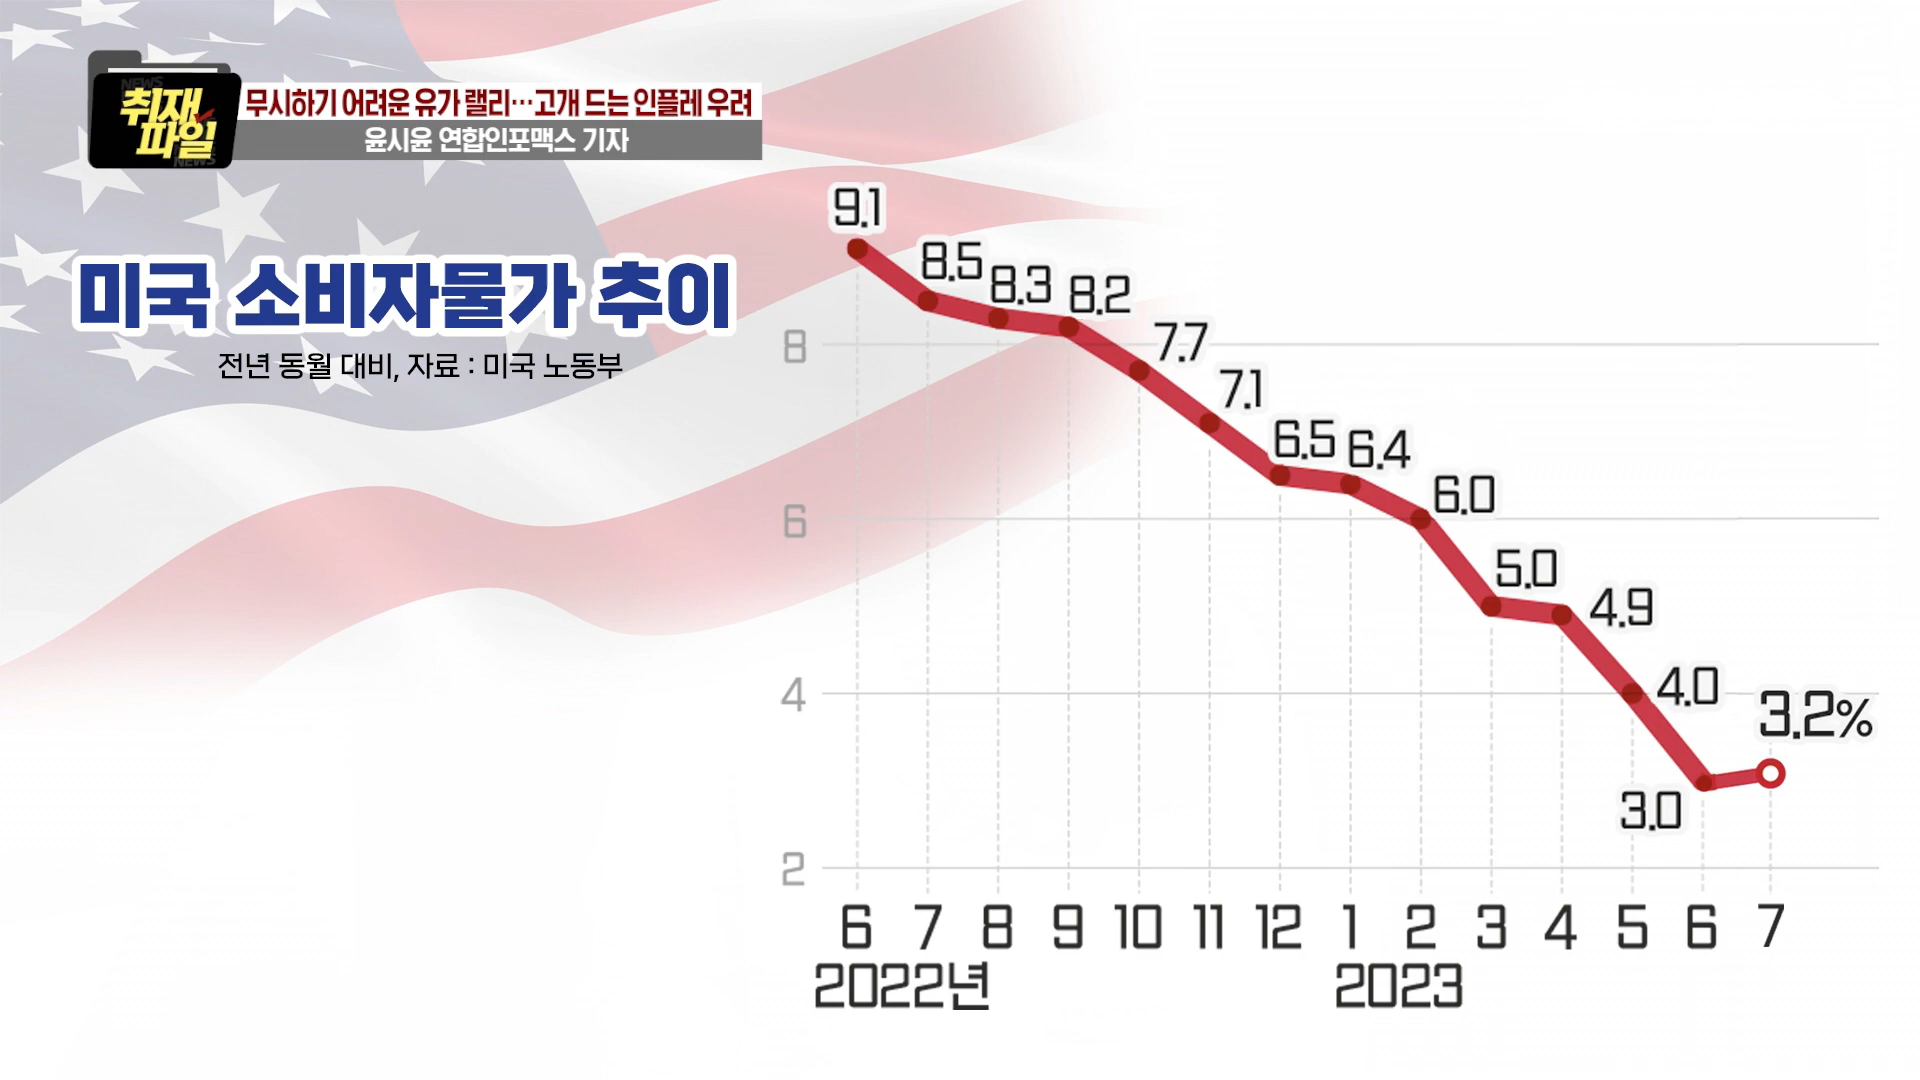 NEWS
취재
파일
NEWS
무시하기 어려운 유가 랠리…고개 드는 인플레 우려
윤시윤 연합인포맥스 기자
미국 소비자물가 추이
전년 동월 대비, 자료 : 미국 노동부
9.1
8.5
8.3
8.2
7.7
7.1
6.5
6.4
6.0
5.0
4.9
4.0
3.0
3.2%
8
6
4
2
6 7 8 9 10 11 12 1 2 3 4 5 6 7
2022년 2023